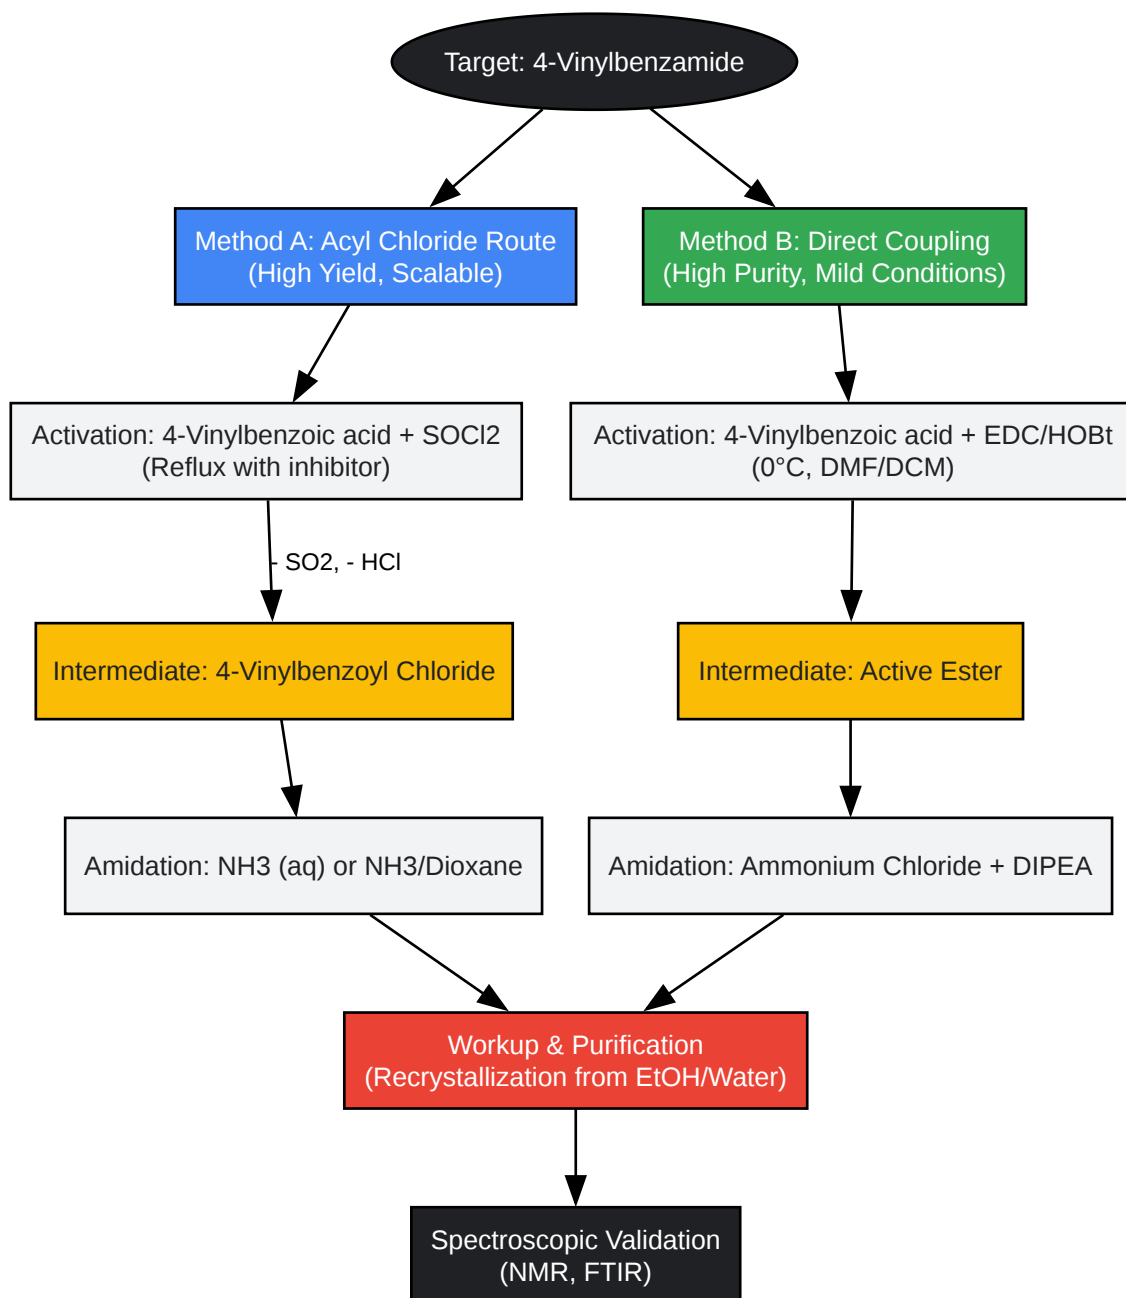 Target: 4-Vinylbenzamide
Method A: Acyl Chloride Route
(High Yield, Scalable)
Method B: Direct Coupling
(High Purity, Mild Conditions)
Activation: 4-Vinylbenzoic acid + SOCl2
(Reflux with inhibitor)
Activation: 4-Vinylbenzoic acid + EDC/HOBt
(0°C, DMF/DCM)
- SO2, - HCl
Intermediate: 4-Vinylbenzoyl Chloride
Intermediate: Active Ester
Amidation: NH3 (aq) or NH3/Dioxane
Amidation: Ammonium Chloride + DIPEA
Workup & Purification
(Recrystallization from EtOH/Water)
Spectroscopic Validation
(NMR, FTIR)